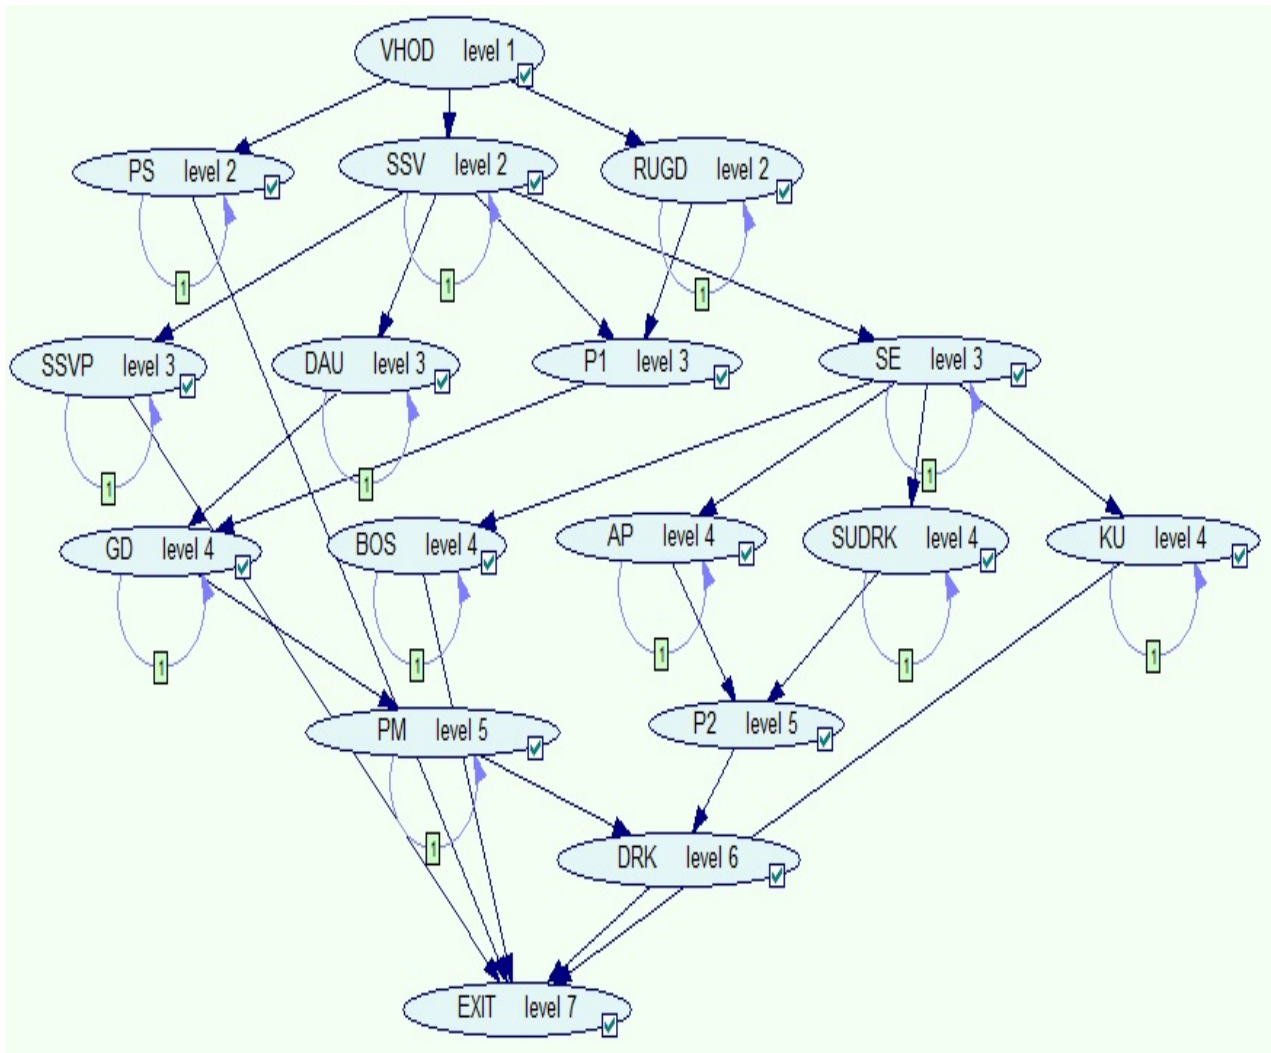 VHOD level 1
PS level 2
SSV level 2
RUGD level 2
1
1
1
SSVP level 3
DAU level 3
P1 level 3
SE level 3
1
1
1
GD level 4
BOS level 4
AP level 4
SUDRK level 4
KU level 4
1
1
1
1
1
PM level 5
P2 level 5
1
DRK level 6
EXIT level 7